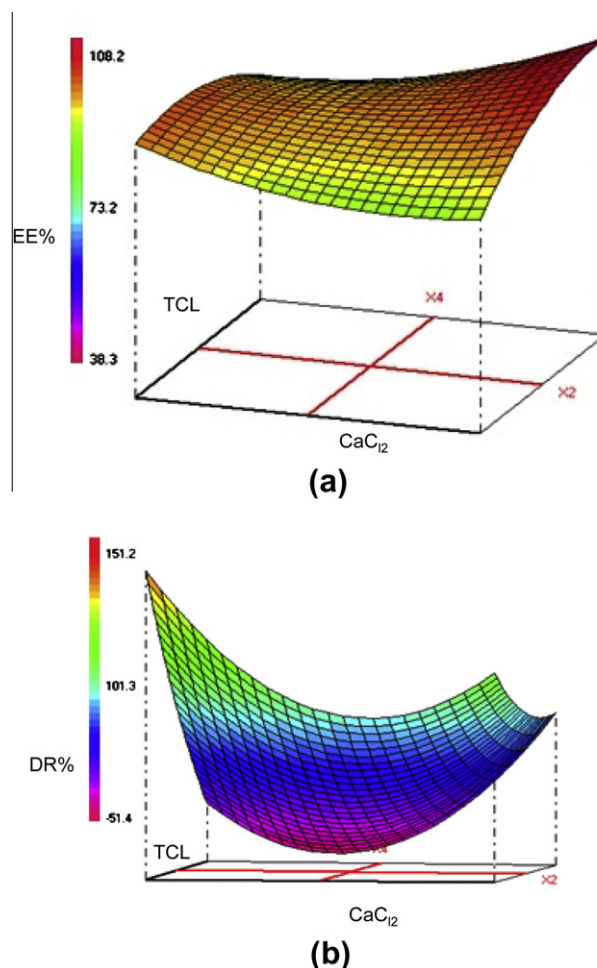 108.2
73.2
EE%
38.3
TCL
X4
X2
CaCl2
(a)
151.2
101.3
DR%
-51.4
TCL
X4
X2
CaCl2
(b)